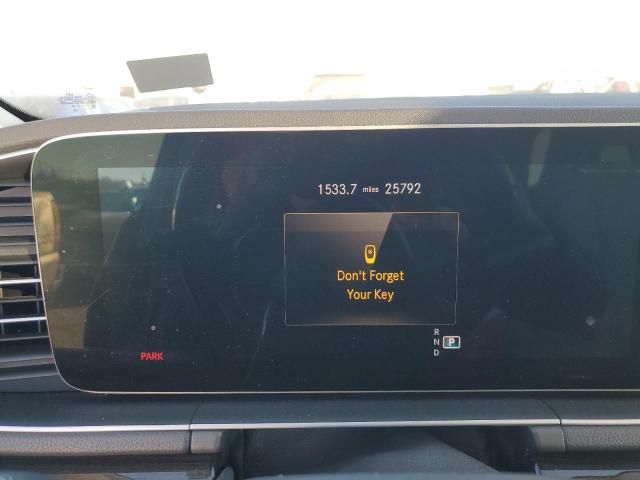 1533.7 miles 25792
Don't Forget
Your Key
R
N P
D
PARK